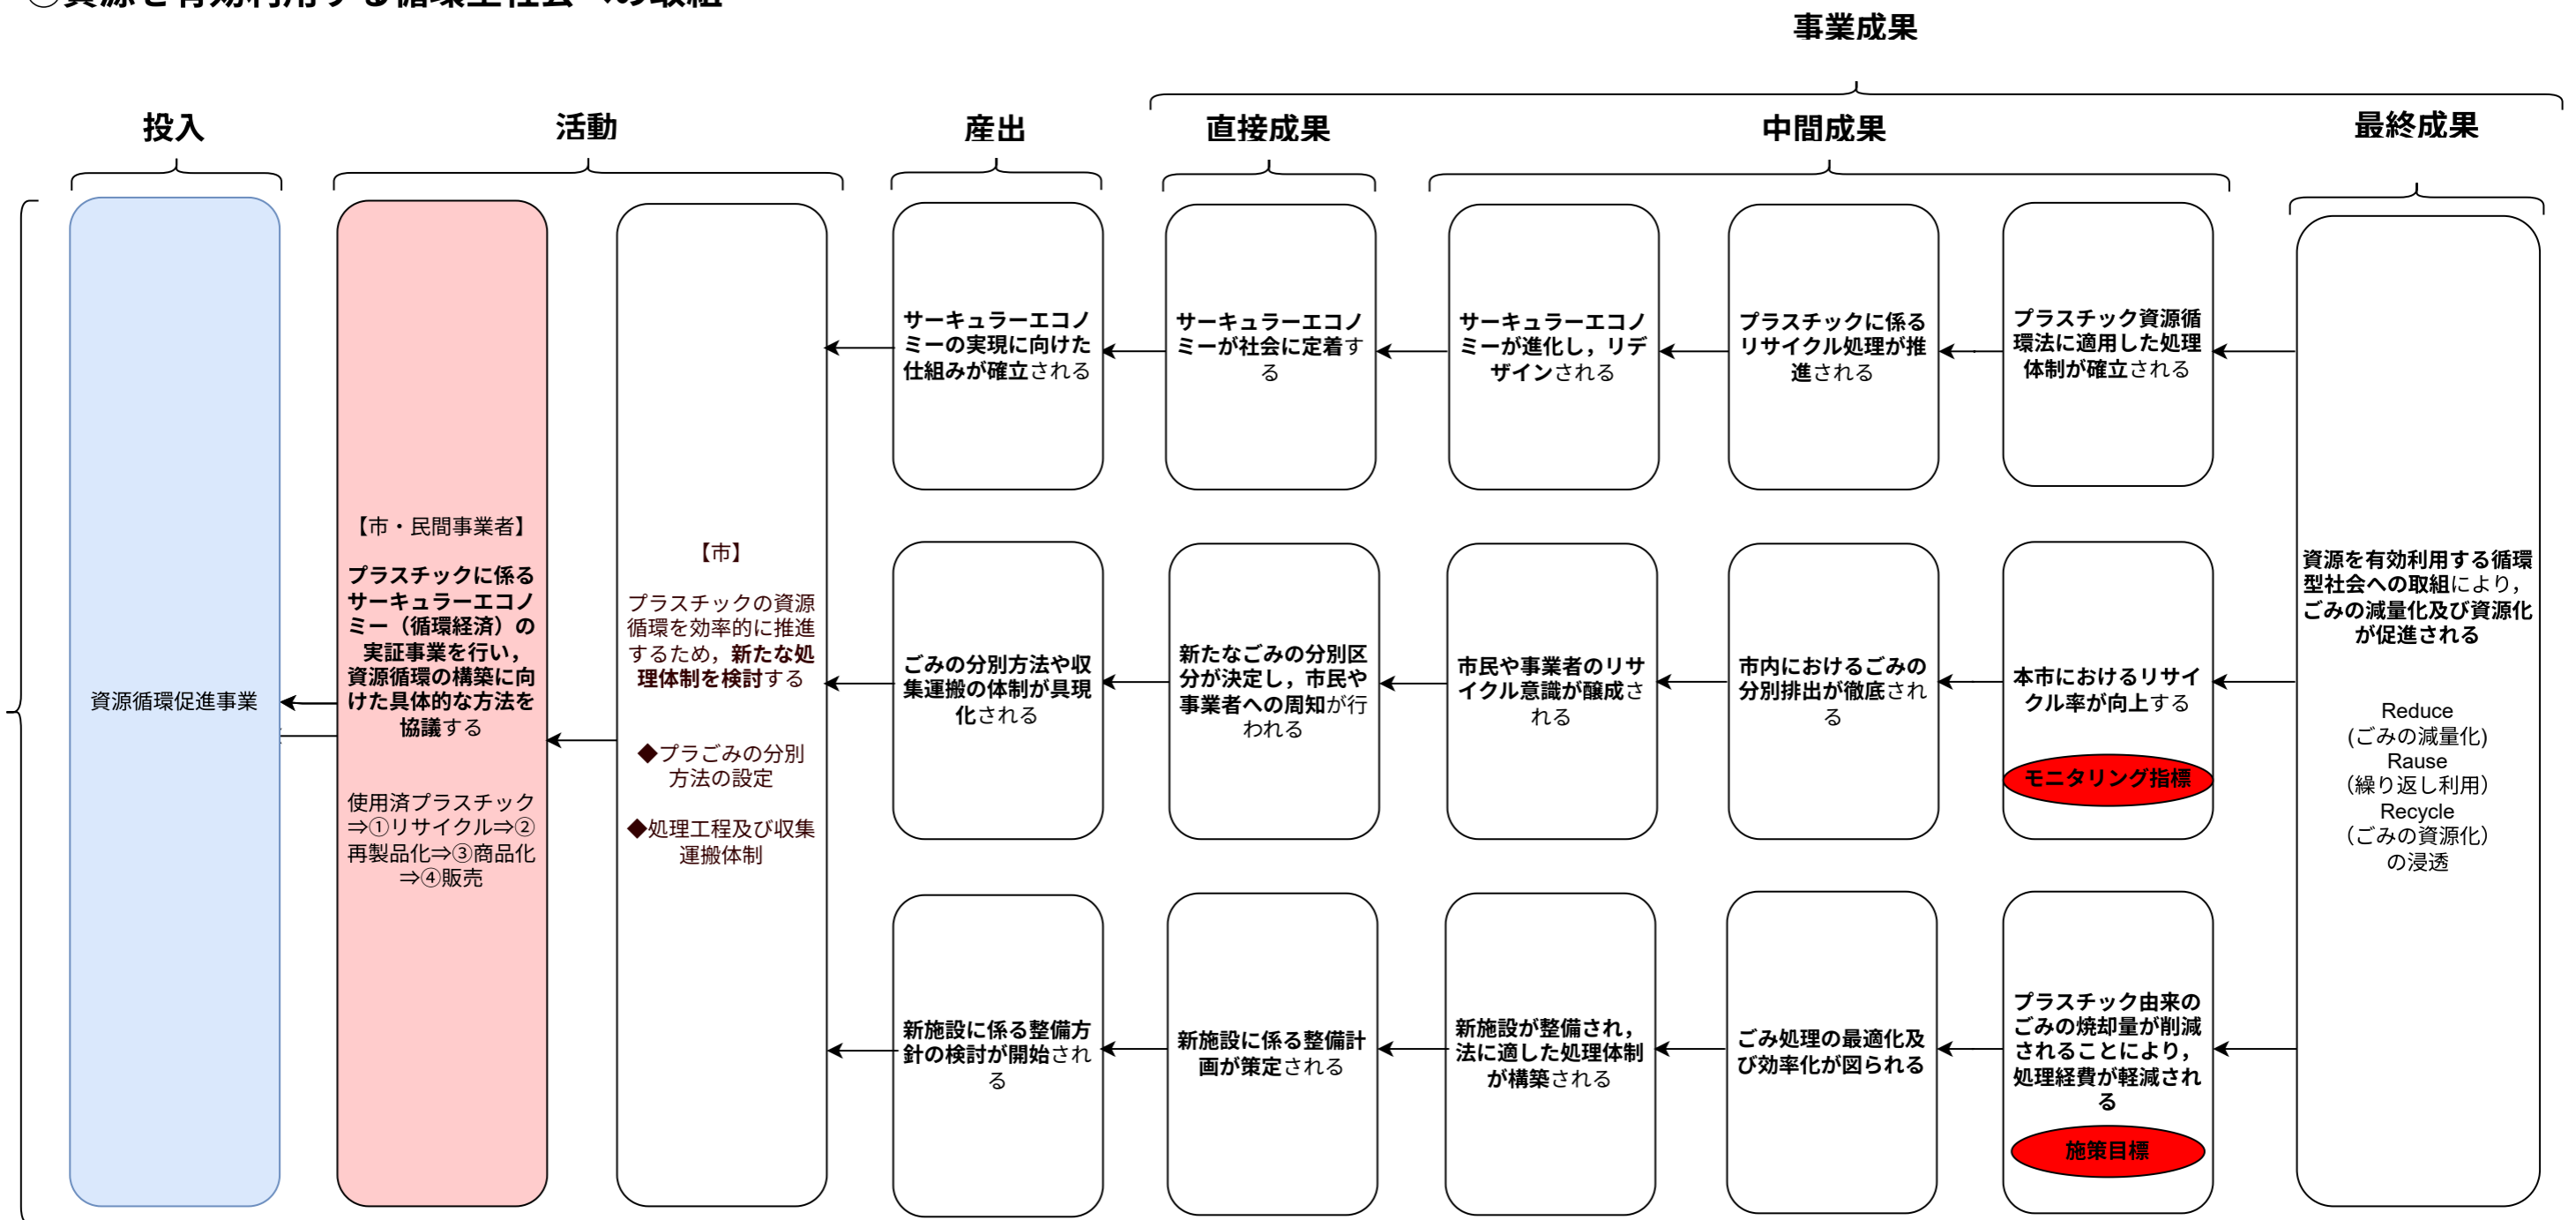 資源を有効利用する循環型社会への取組
事業成果
投入
活動
産出
直接成果
中間成果
最終成果
資源循環促進事業
【市・民間事業者】
プラスチックに係る
サーキュラーエコノ
ミー（循環経済）の
実証事業を行い，
資源循環の構築に向
けた具体的な方法を
協議する
使用済プラスチック
⇒①リサイクル⇒②
再製品化⇒③商品化
⇒④販売
【市】
プラスチックの資源
循環を効率的に推進
するため，新たな処
理体制を検討する
◆プラごみの分別
方法の設定
◆処理工程及び収集
運搬体制
サーキュラーエコノ
ミーの実現に向けた
仕組みが確立される
サーキュラーエコノ
ミーが社会に定着す
る
サーキュラーエコノ
ミーが進化し，リデ
ザインされる
プラスチックに係る
リサイクル処理が推
進される
プラスチック資源循
環法に適用した処理
体制が確立される
ごみの分別方法や収
集運搬の体制が具現
化される
新たなごみの分別区
分が決定し，市民や
事業者への周知が行
われる
市民や事業者のリサ
イクル意識が醸成さ
れる
市内におけるごみの
分別排出が徹底され
る
本市におけるリサイ
クル率が向上する
モニタリング指標
新施設に係る整備方
針の検討が開始され
る
新施設に係る整備計
画が策定される
新施設が整備され，
法に適した処理体制
が構築される
ごみ処理の最適化及
び効率化が図られる
プラスチック由来の
ごみの焼却量が削減
されることにより，
処理経費が軽減され
る
施策目標
資源を有効利用する循環
型社会への取組により，
ごみの減量化及び資源化
が促進される
Reduce
(ごみの減量化)
Rause
（繰り返し利用）
Recycle
（ごみの資源化）
の浸透